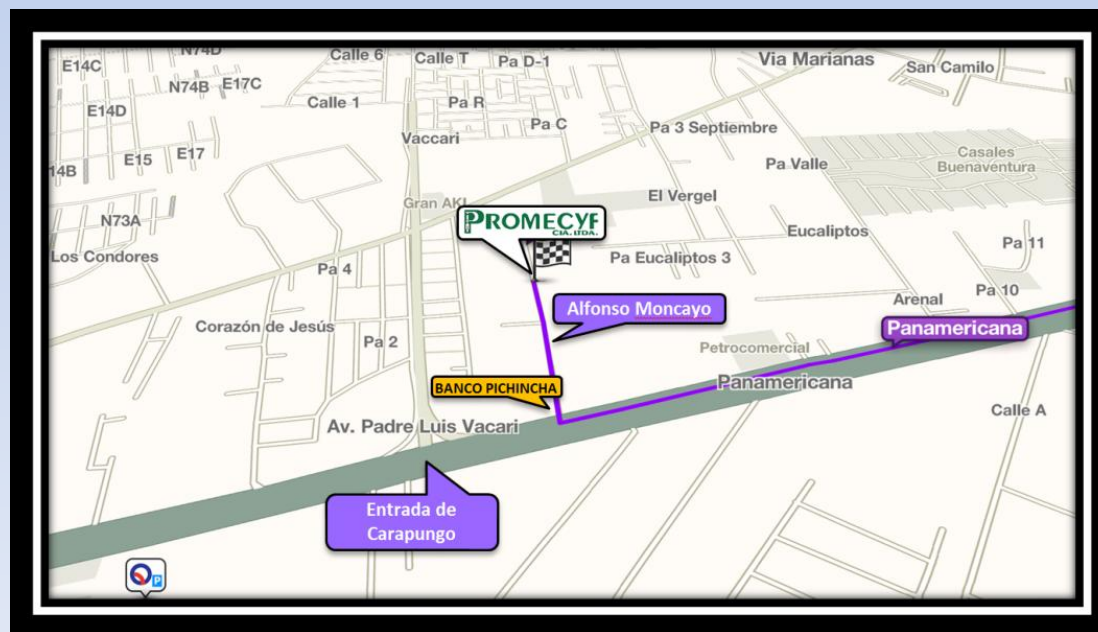 N74D
Calle 6
Calle T
Pa D-1
Via Marianas
San Camilo
E14C
N74B
E17C
Calle 1
Pa R
E14D
Pa C
Pa 3 Septiembre
Vaccari
Casales
Buenaventura
E15
E17
Pa Valle
14B
Gran AKI
El Vergel
N73A
PROMECYF
CIA. LTDA.
Eucaliptos
Los Condores
Pa 4
Pa Eucaliptos 3
Pa 11
Pa 10
Alfonso Moncayo
Arenal
Corazón de Jesús
Pa 2
Petrocomercial
Panamericana
BANCO PICHINCHA
Panamericana
Calle A
Av. Padre Luis Vacari
Entrada de
Carapungo
P